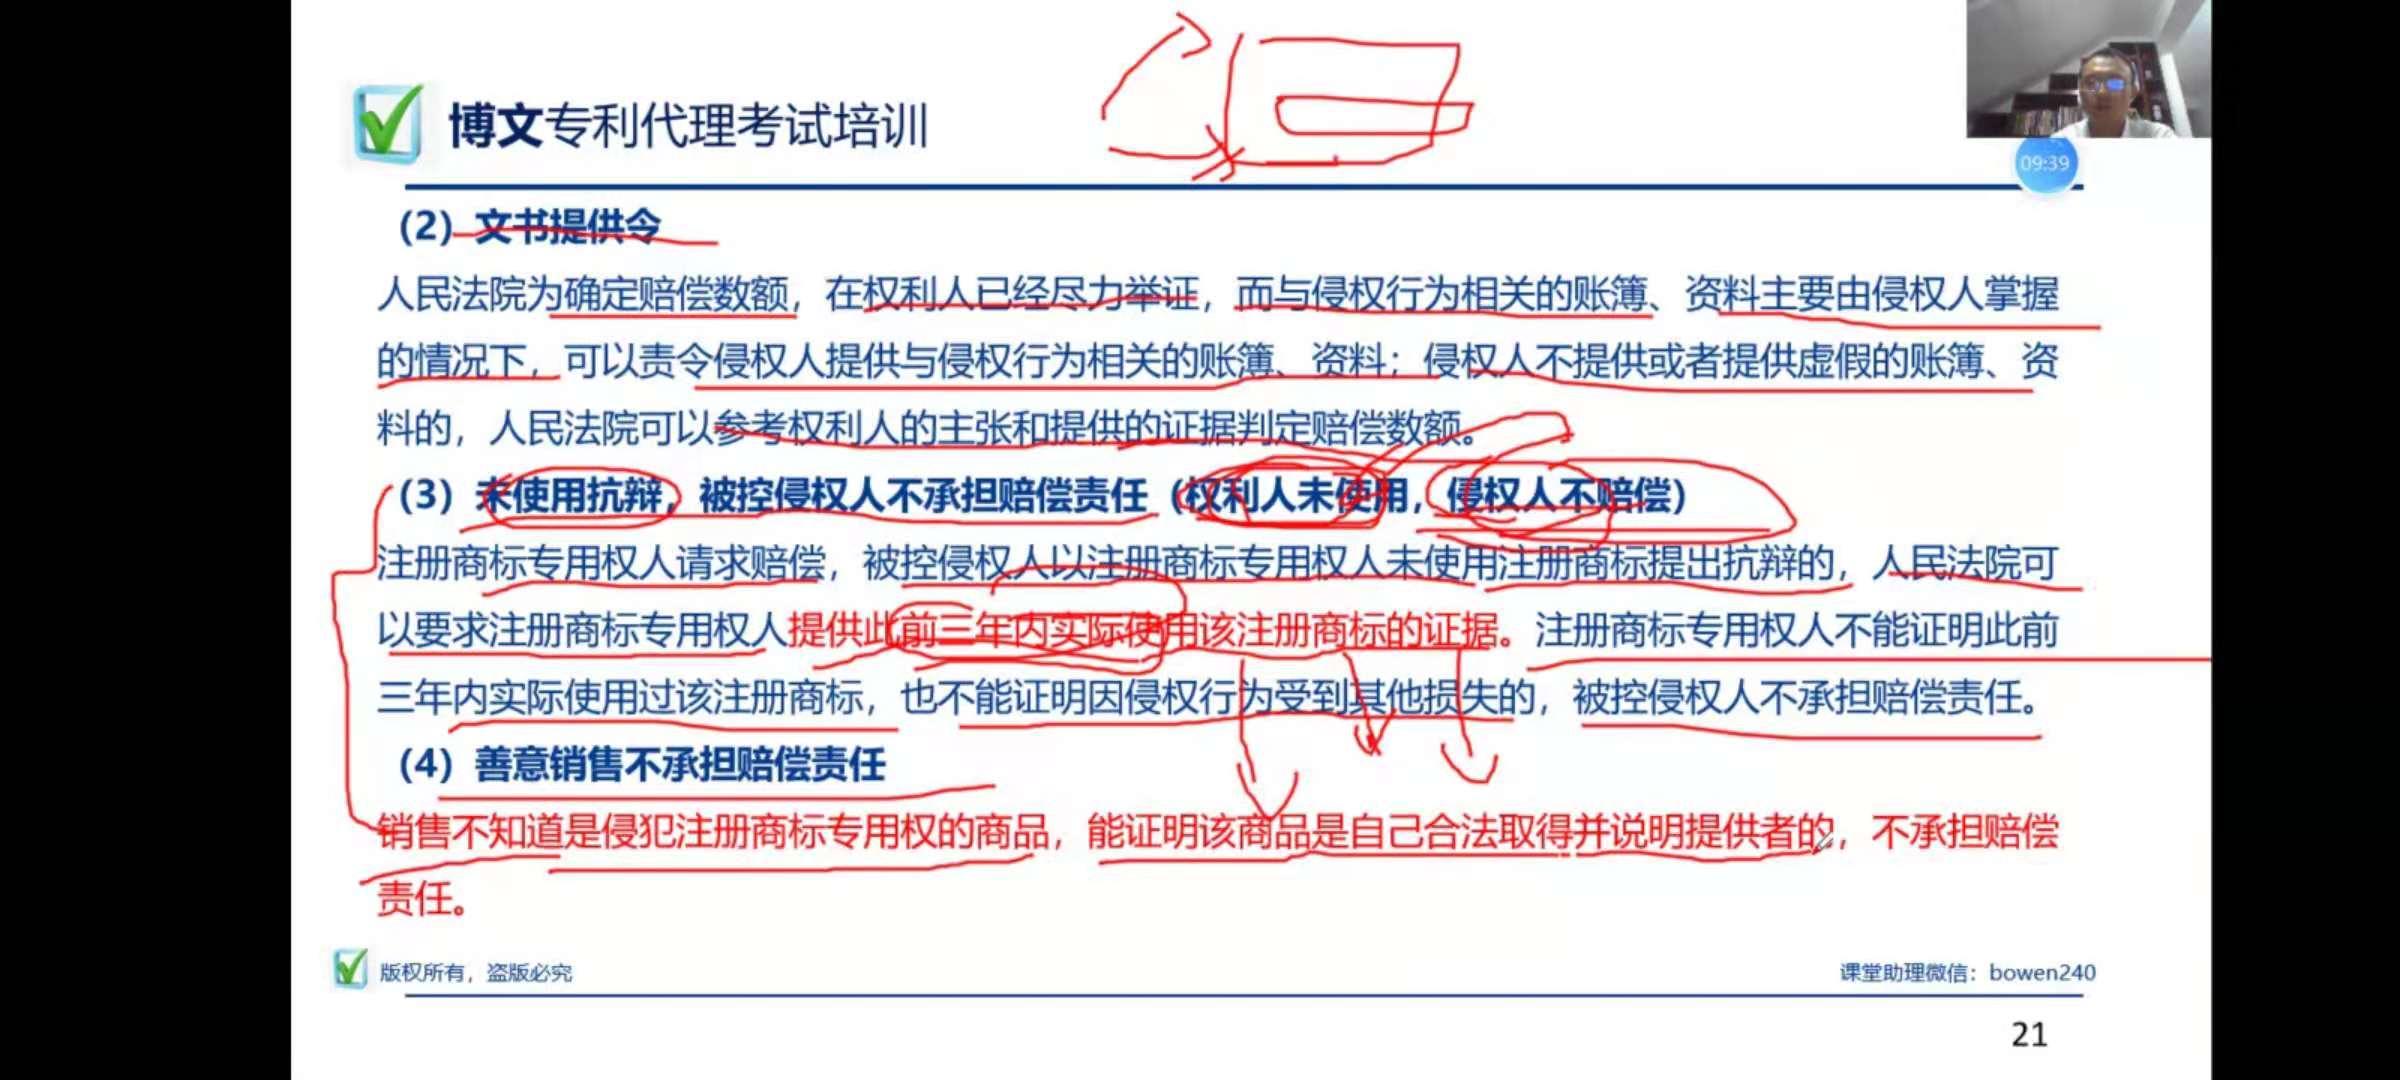 博文专利代理考试培训
09:39
（2）文书提供令
人民法院为确定赔偿数额，在权利人已经尽力举证，而与侵权行为相关的账簿、资料主要由侵权人掌握
的情况下，可以责令侵权人提供与侵权行为相关的账簿、资料；侵权人不提供或者提供虚假的账簿、资
料的，人民法院可以参考权利人的主张和提供的证据判定赔偿数额。
（3）未使用抗辩，被控侵权人不承担赔偿责任（权利人未使用，侵权人不赔偿）
注册商标专用权人请求赔偿，被控侵权人以注册商标专用权人未使用注册商标提出抗辩的，人民法院可
以要求注册商标专用权人提供此前三年内实际使用该注册商标的证据。注册商标专用权人不能证明此前
三年内实际使用过该注册商标，也不能证明因侵权行为受到其他损失的，被控侵权人不承担赔偿责任。
（4）善意销售不承担赔偿责任
销售不知道是侵犯注册商标专用权的商品，能证明该商品是自己合法取得并说明提供者的，不承担赔偿
责任。
版权所有，盗版必究
课堂助理微信：bowen240
21